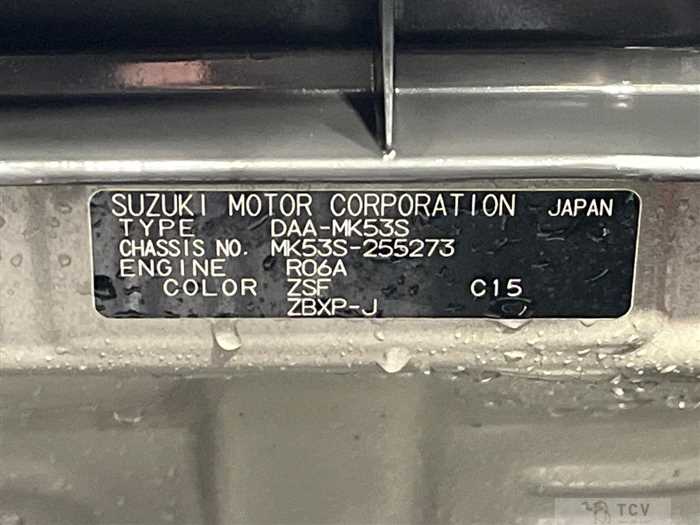 SUZUKI MOTOR CORPORATION JAPAN
TYPE DAA-MK53S
CHASSIS NO. MK53S-255273
ENGINE R06A
COLOR ZSF C15
ZBXP-J
TCV